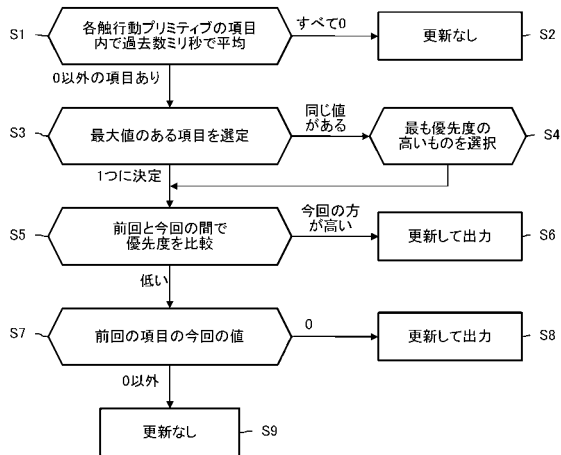 S1
各触行動プリミティブの項目
内で過去数ミリ秒で平均
すべて0
更新なし
S2
0以外の項目あり
S3
最大値のある項目を選定
同じ値
がある
最も優先度の
高いものを選択
S4
1つに決定
S5
前回と今回の間で
優先度を比較
今回の方
が高い
更新して出力
S6
低い
S7
前回の項目の今回の値
0
更新して出力
S8
0以外
更新なし
S9